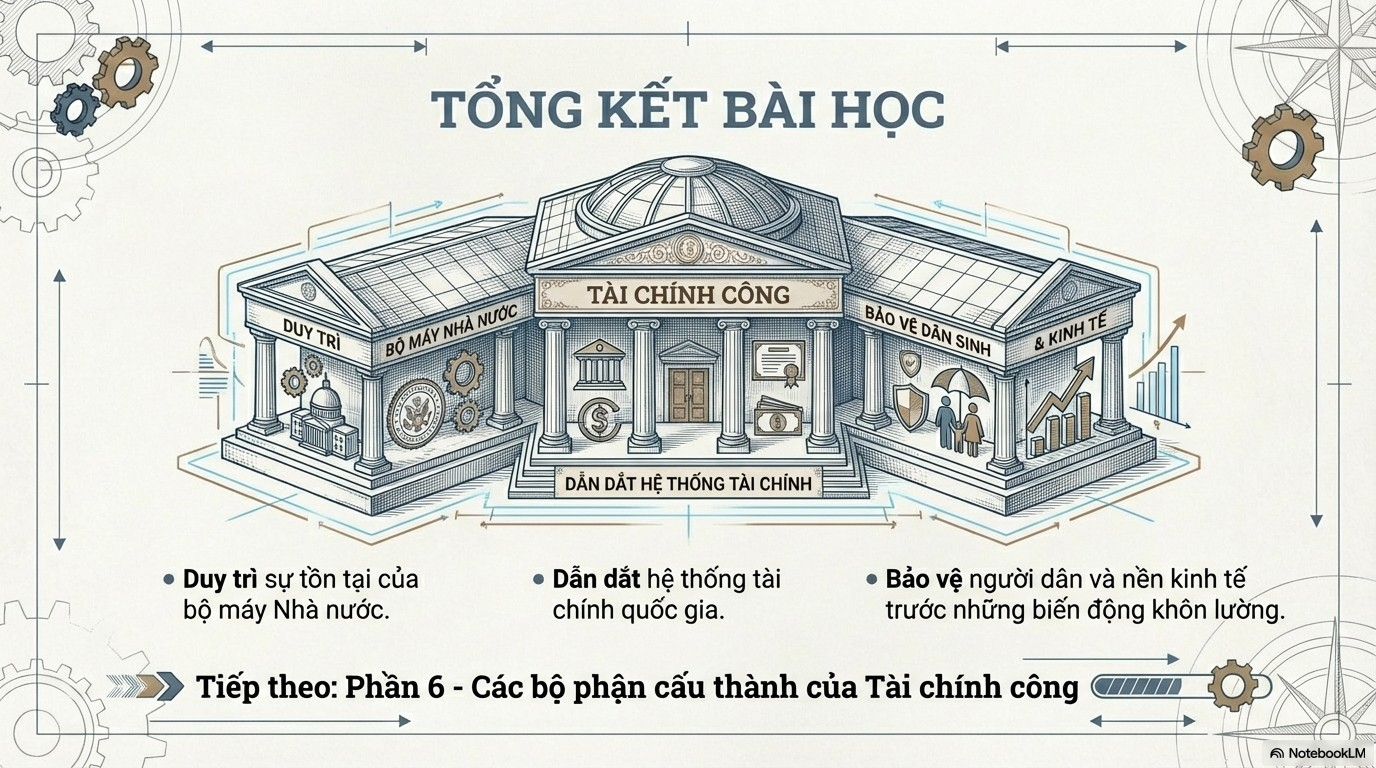 TỔNG KẾT BÀI HỌC
TÀI CHÍNH CÔNG
DUY TRÌ
BỘ MÁY NHÀ NƯỚC
BẢO VỆ DÂN SINH
& KINH TẾ
DẪN DẮT HỆ THỐNG TÀI CHÍNH
• Duy trì sự tồn tại của
bộ máy Nhà nước.
• Dẫn dắt hệ thống tài
chính quốc gia.
• Bảo vệ người dân và nền kinh tế
trước những biến động khôn lường.
Tiếp theo: Phần 6 - Các bộ phận cấu thành của Tài chính công
NotebookLM